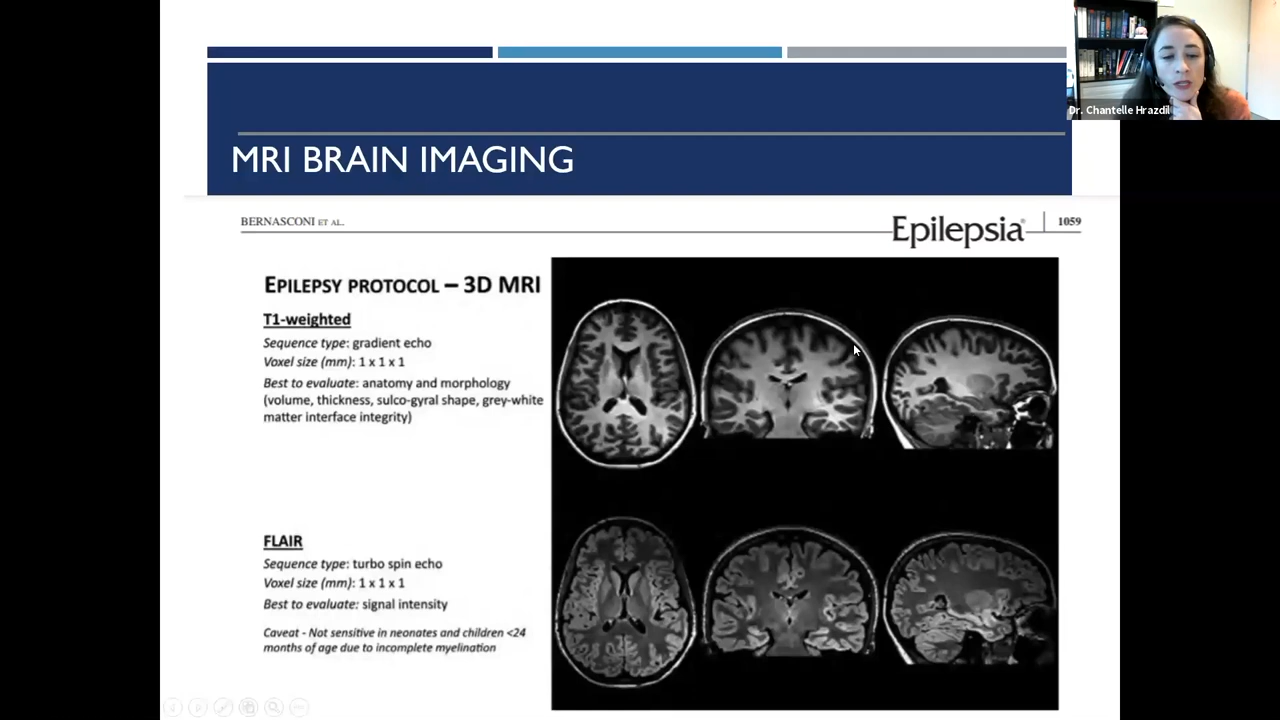 Dr. Chantelle Hrazdil
MRI BRAIN IMAGING
BERNASCONI ET AL.
Epilepsia
1059
EPILEPSY PROTOCOL – 3D MRI
T1-weighted
Sequence type: gradient echo
Voxel size (mm): 1 x 1 x 1
Best to evaluate: anatomy and morphology
(volume, thickness, sulco-gyral shape, grey-white
matter interface integrity)
FLAIR
Sequence type: turbo spin echo
Voxel size (mm): 1 x 1 x 1
Best to evaluate: signal intensity
Caveat - Not sensitive in neonates and children <24
months of age due to incomplete myelination